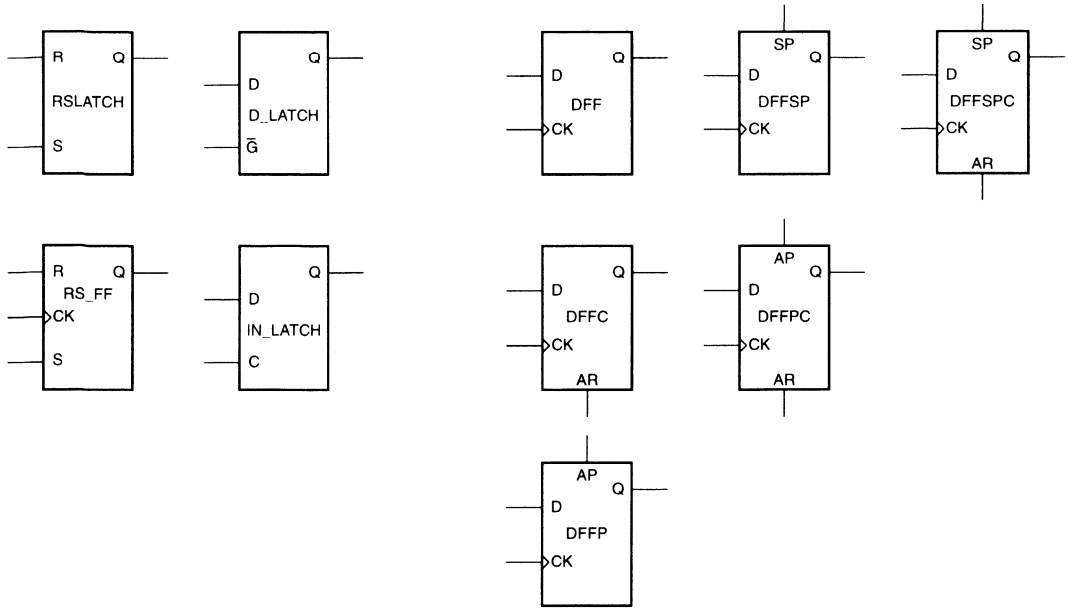 R Q
RSLATCH
S
Q
D
D_LATCH
G̅
Q
D
DFF
CK
SP
Q
D
DFFSP
CK
SP
Q
D
DFFSPC
CK
AR
R Q
RS_FF
CK
S
Q
D
IN_LATCH
C
Q
D
DFFC
CK
AR
AP
Q
D
DFFPC
CK
AR
AP
Q
D
DFFP
CK